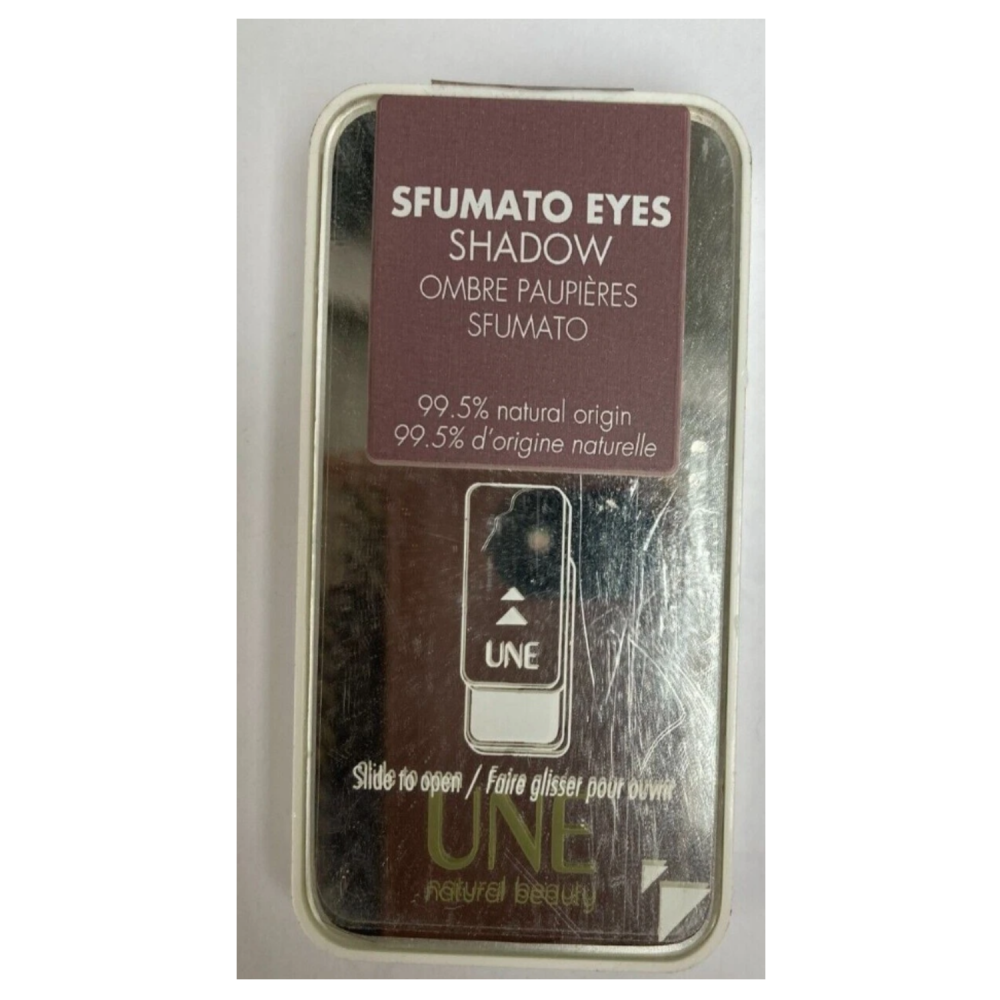 SFUMATO EYES
SHADOW
OMBRE PAUPIÈRES
SFUMATO
99.5% natural origin
99.5% d'origine naturelle
UNE
Slide to open / Faire glisser pour ouvrir
UNE
natural beauty